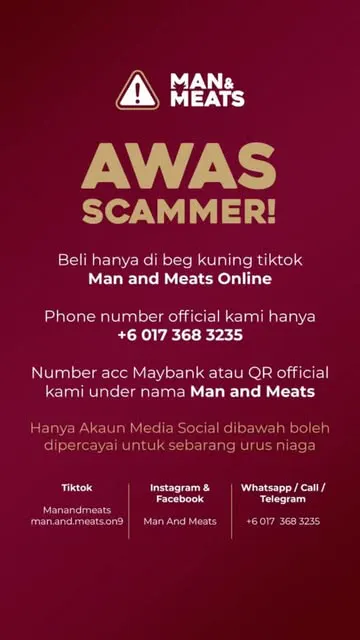 MAN&
MEATS
AWAS
SCAMMER!
Beli hanya di beg kuning tiktok
Man and Meats Online
Phone number official kami hanya
+6 017 368 3235
Number acc Maybank atau QR official
kami under nama Man and Meats
Hanya Akaun Media Social dibawah boleh
dipercayai untuk sebarang urus niaga
Tiktok
Manandmeats
man.and.meats.on9
Instagram &
Facebook
Man And Meats
Whatsapp / Call /
Telegram
+6 017 368 3235